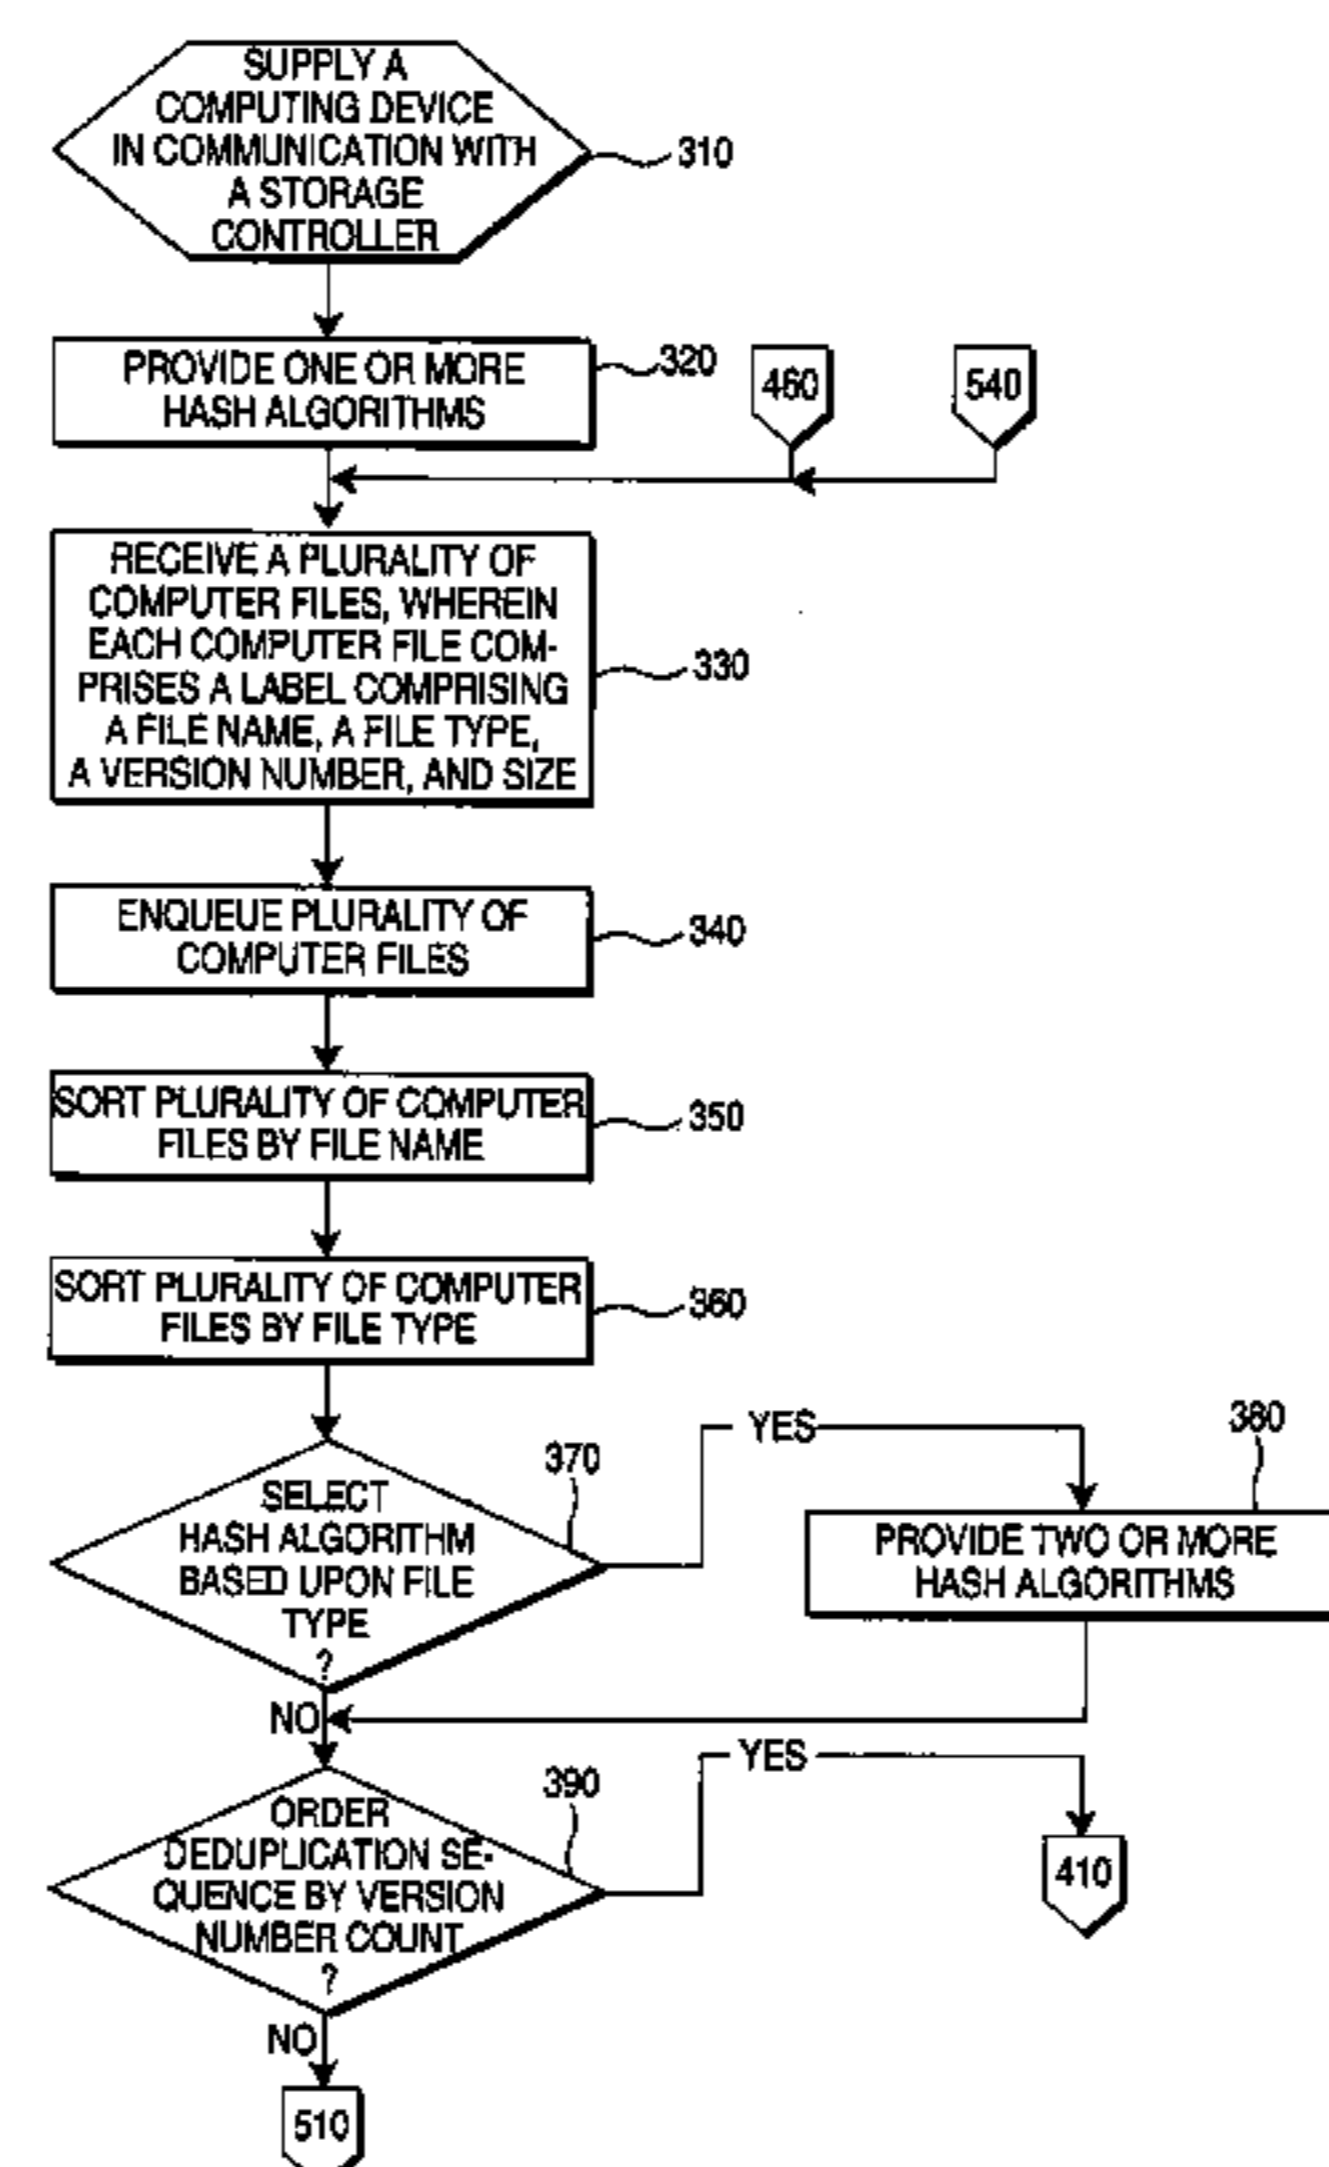 SUPPLY A
COMPUTING DEVICE
IN COMMUNICATION WITH
A STORAGE
CONTROLLER
310
PROVIDE ONE OR MORE
HASH ALGORITHMS
320
460
540
RECEIVE A PLURALITY OF
COMPUTER FILES, WHEREIN
EACH COMPUTER FILE COM-
PRISES A LABEL COMPRISING
A FILE NAME, A FILE TYPE,
A VERSION NUMBER, AND SIZE
330
ENQUEUE PLURALITY OF
COMPUTER FILES
340
SORT PLURALITY OF COMPUTER
FILES BY FILE NAME
350
SORT PLURALITY OF COMPUTER
FILES BY FILE TYPE
360
SELECT
HASH ALGORITHM
BASED UPON FILE
TYPE
?
370
YES
380
PROVIDE TWO OR MORE
HASH ALGORITHMS
NO
ORDER
DEDUPLICATION SE-
QUENCE BY VERSION
NUMBER COUNT
?
390
YES
410
NO
510